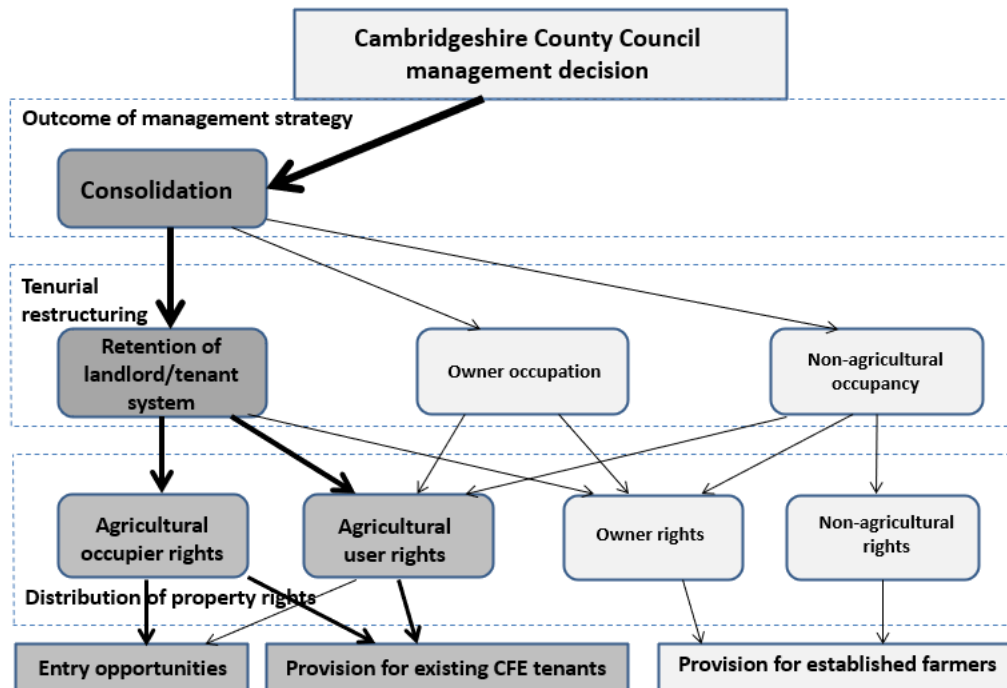 Cambridgeshire County Council
management decision
Outcome of management strategy
Consolidation
Tenurial
restructuring
Retention of
landlord/tenant
system
Owner occupation
Non-agricultural
occupancy
Agricultural
occupier rights
Agricultural
user rights
Owner rights
Non-agricultural
rights
Distribution of property rights
Entry opportunities
Provision for existing CFE tenants
Provision for established farmers